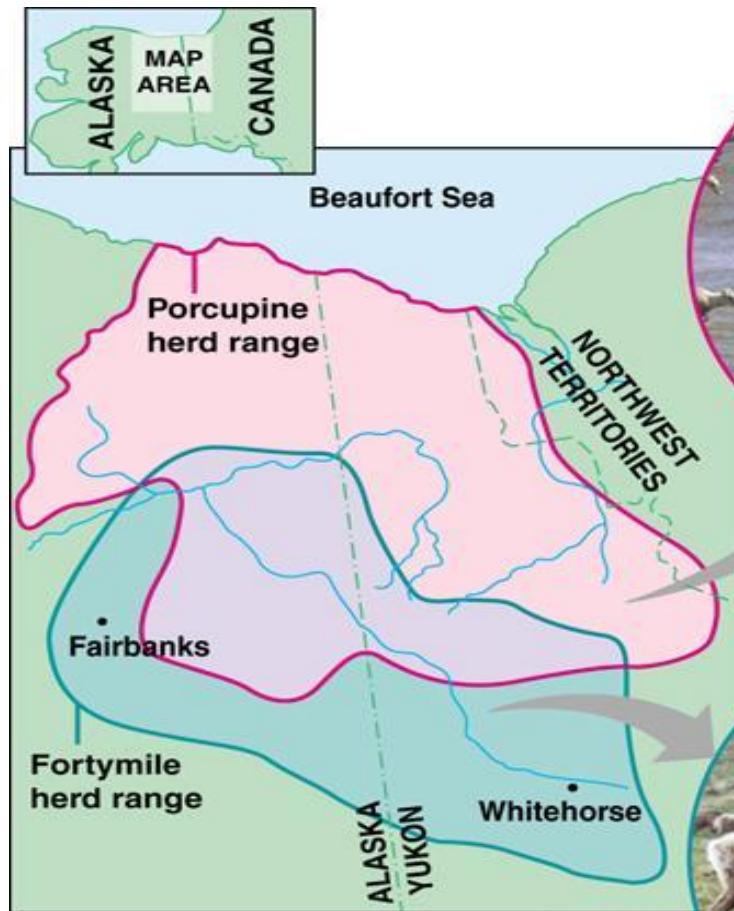 ALASKA
MAP
AREA
CANADA
Beaufort Sea
Porcupine
herd range
NORTHWEST
TERRITORIES
Fairbanks
Fortymile
herd range
Whitehorse
ALASKA
YUKON